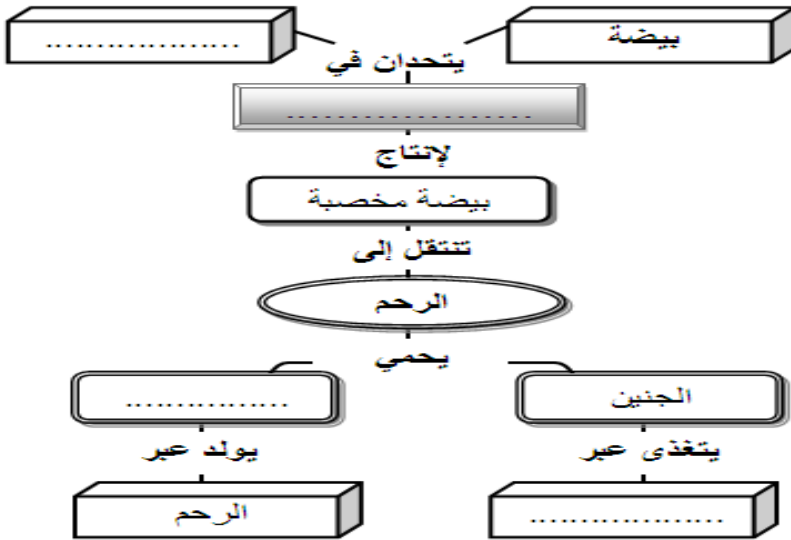 بيضة ...................
يتحدان في
...................
لإنتاج
بيضة مخصبة
تنتقل إلى
الرحم
يحمي
الجنين ................
يتغذى عبر يولد عبر
................... الرحم